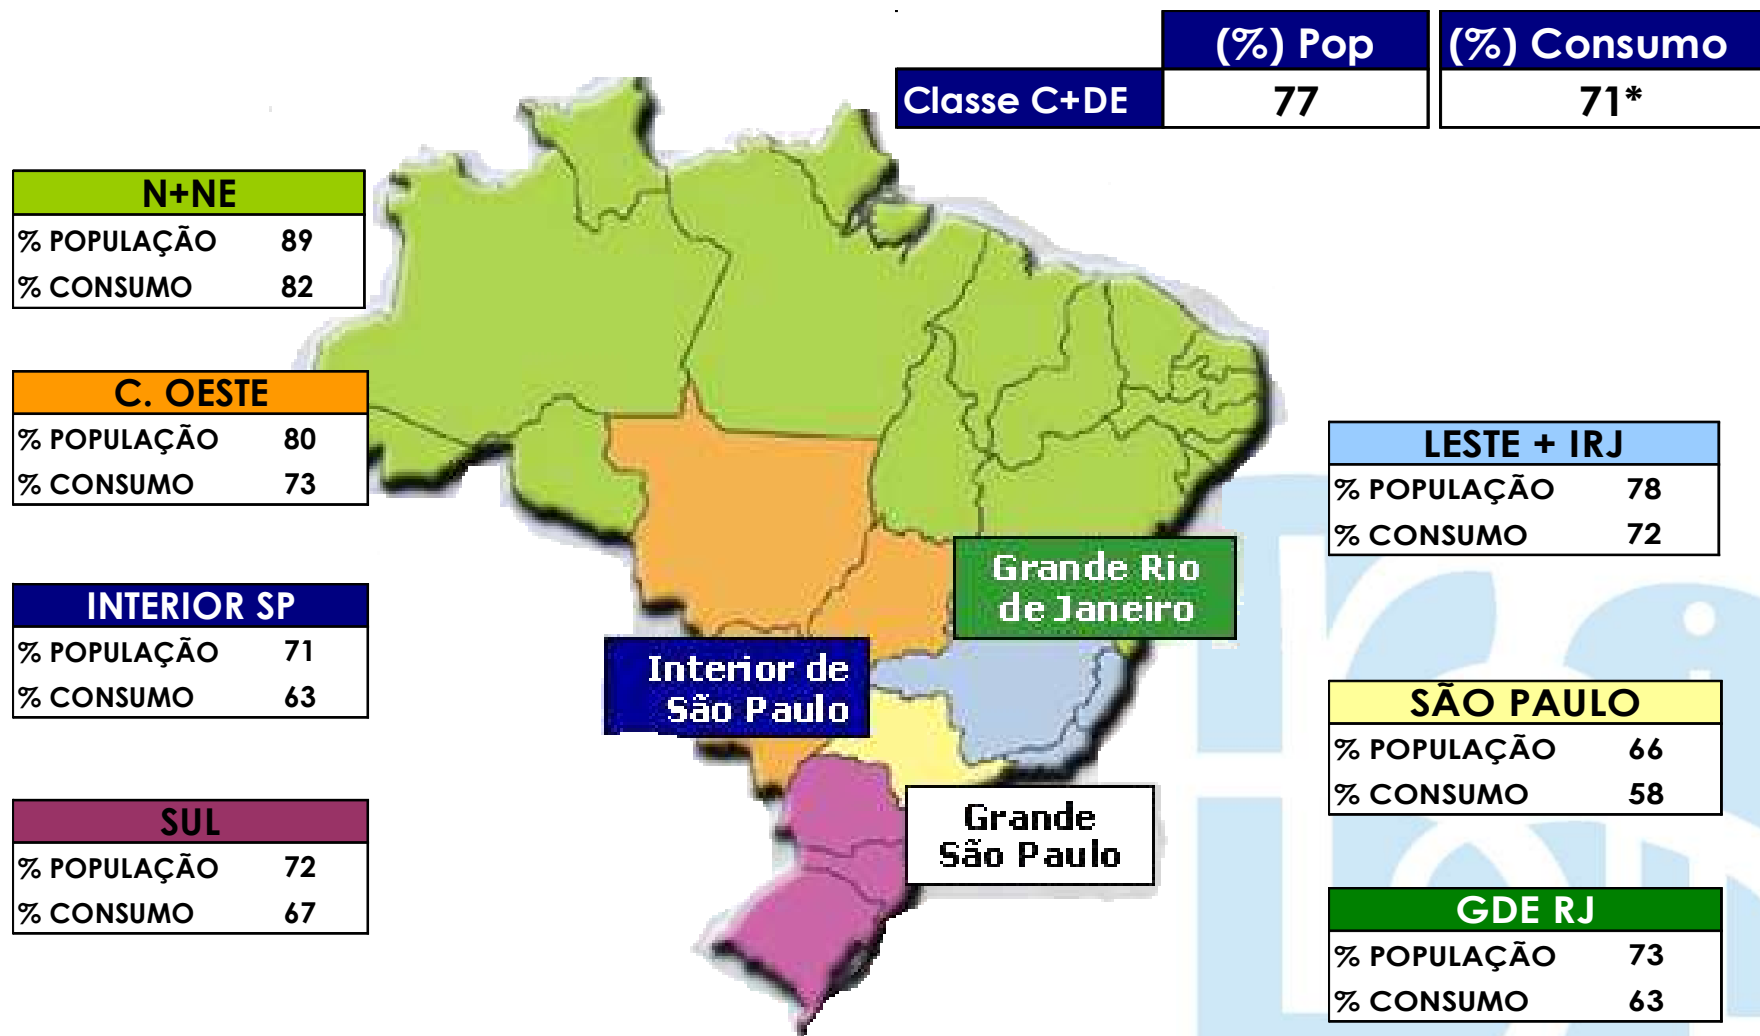 (%) Pop (%) Consumo
Classe C+DE 77 71*
N+NE
% POPULAÇÃO 89
% CONSUMO 82
C. OESTE
% POPULAÇÃO 80
% CONSUMO 73
INTERIOR SP
% POPULAÇÃO 71
% CONSUMO 63
SUL
% POPULAÇÃO 72
% CONSUMO 67
Grande Rio
de Janeiro
Interior de
São Paulo
Grande
São Paulo
LESTE + IRJ
% POPULAÇÃO 78
% CONSUMO 72
SÃO PAULO
% POPULAÇÃO 66
% CONSUMO 58
GDE RJ
% POPULAÇÃO 73
% CONSUMO 63